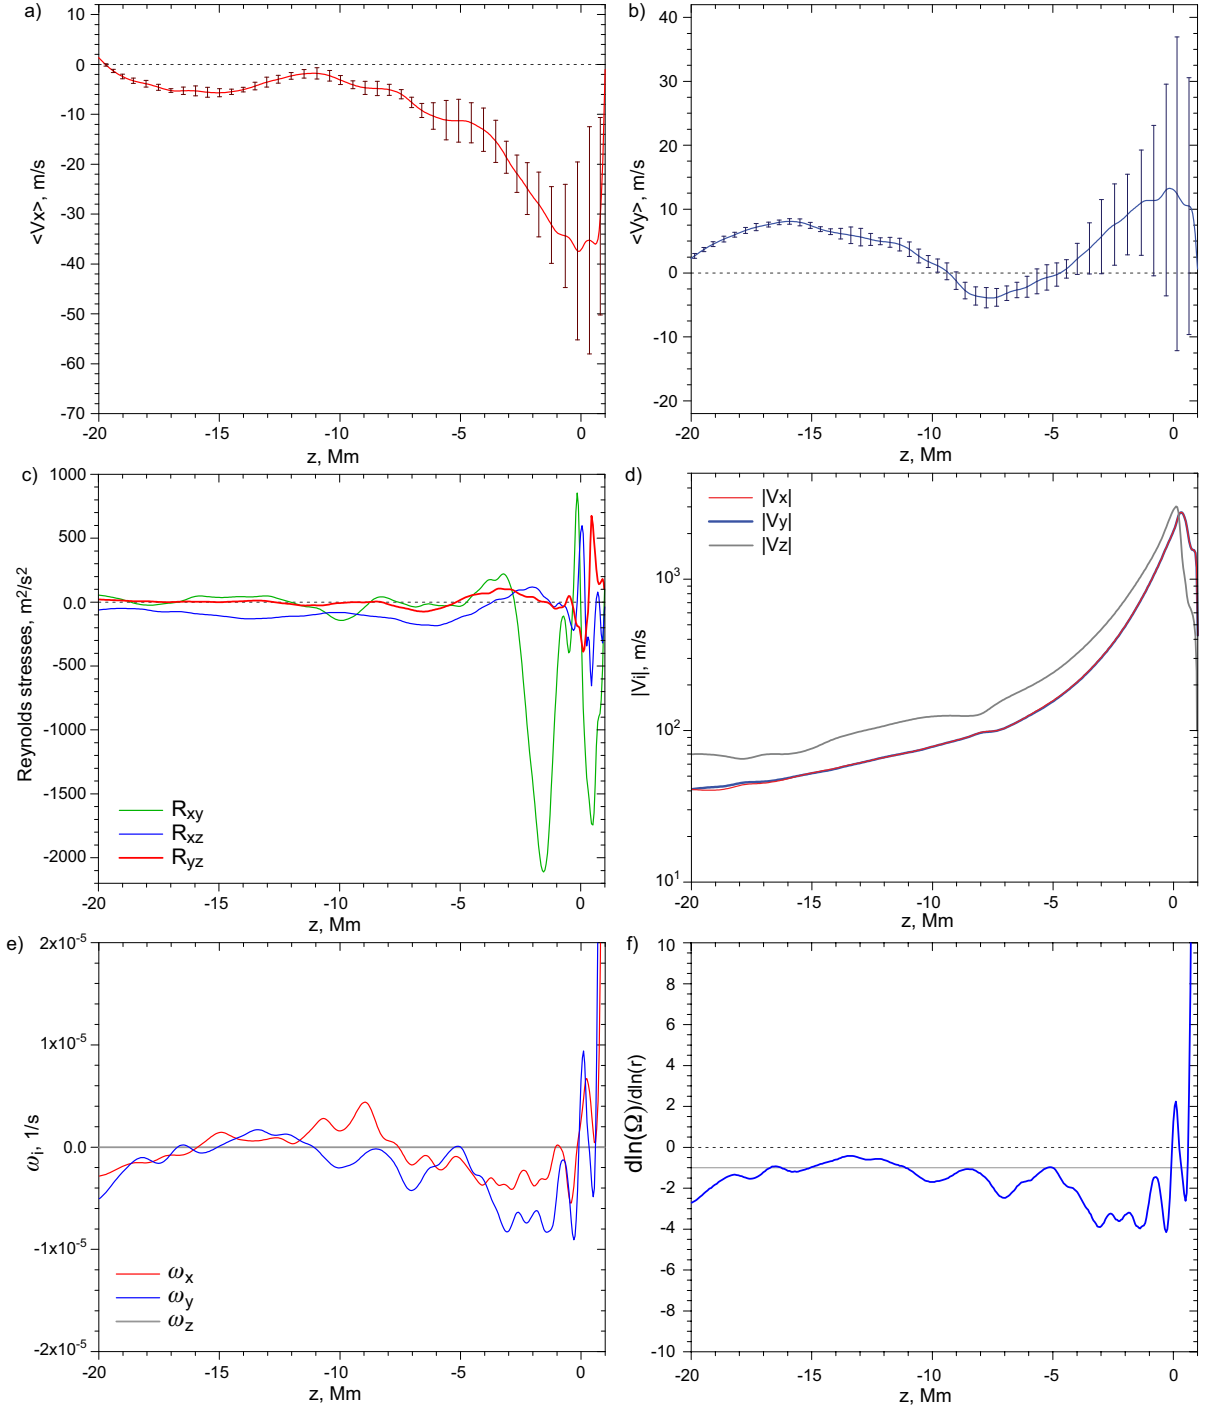 a)
10
0
-10
-20
-30
-40
-50
-60
-70
<Vx>, m/s
-20
-15
-10
-5
0
z, Mm
b)
40
30
20
10
0
-10
-20
<Vy>, m/s
-20
-15
-10
-5
0
z, Mm
c)
1000
500
0.0
-500
-1000
-1500
-2000
Reynolds stresses, m²/s²
Rxy
Rxz
Ryz
-20
-15
-10
-5
0
z, Mm
d)
|Vx|
|Vy|
|Vz|
10³
10²
10¹
|Vi|, m/s
-20
-15
-10
-5
0
z, Mm
e)
2x10⁻⁵
1x10⁻⁵
0.0
-1x10⁻⁵
-2x10⁻⁵
ωi, 1/s
ωx
ωy
ωz
-20
-15
-10
-5
0
z, Mm
f)
10
8
6
4
2
0
-2
-4
-6
-8
-10
dln(Ω)/dln(r)
-20
-15
-10
-5
0
z, Mm